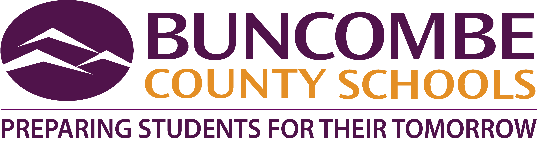 BUNCOMBE
COUNTY SCHOOLS
PREPARING STUDENTS FOR THEIR TOMORROW